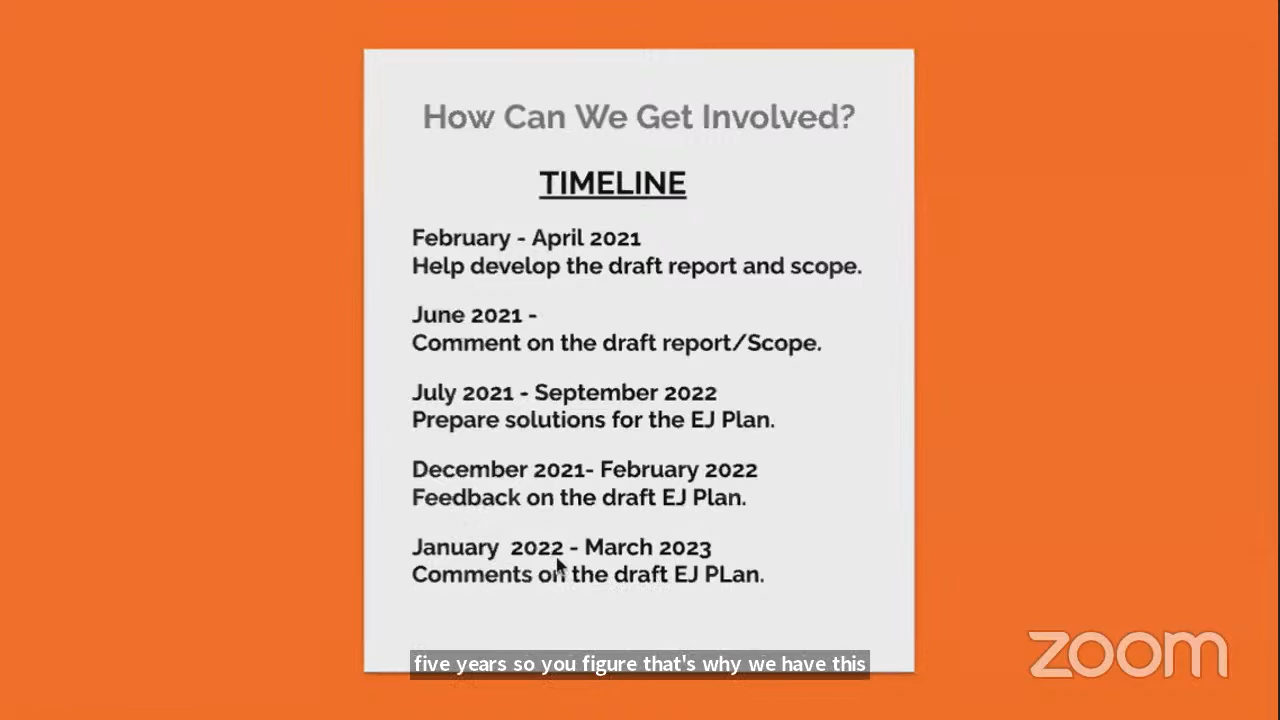 How Can We Get Involved?
TIMELINE
February - April 2021
Help develop the draft report and scope.
June 2021 -
Comment on the draft report/Scope.
July 2021 - September 2022
Prepare solutions for the EJ Plan.
December 2021- February 2022
Feedback on the draft EJ Plan.
January  2022 - March 2023
Comments on the draft EJ PLan.
five years so you figure that's why we have this
zoom